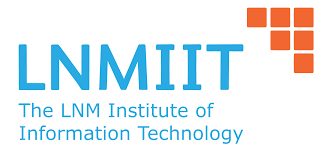 LNMIIT
The LNM Institute of
Information Technology